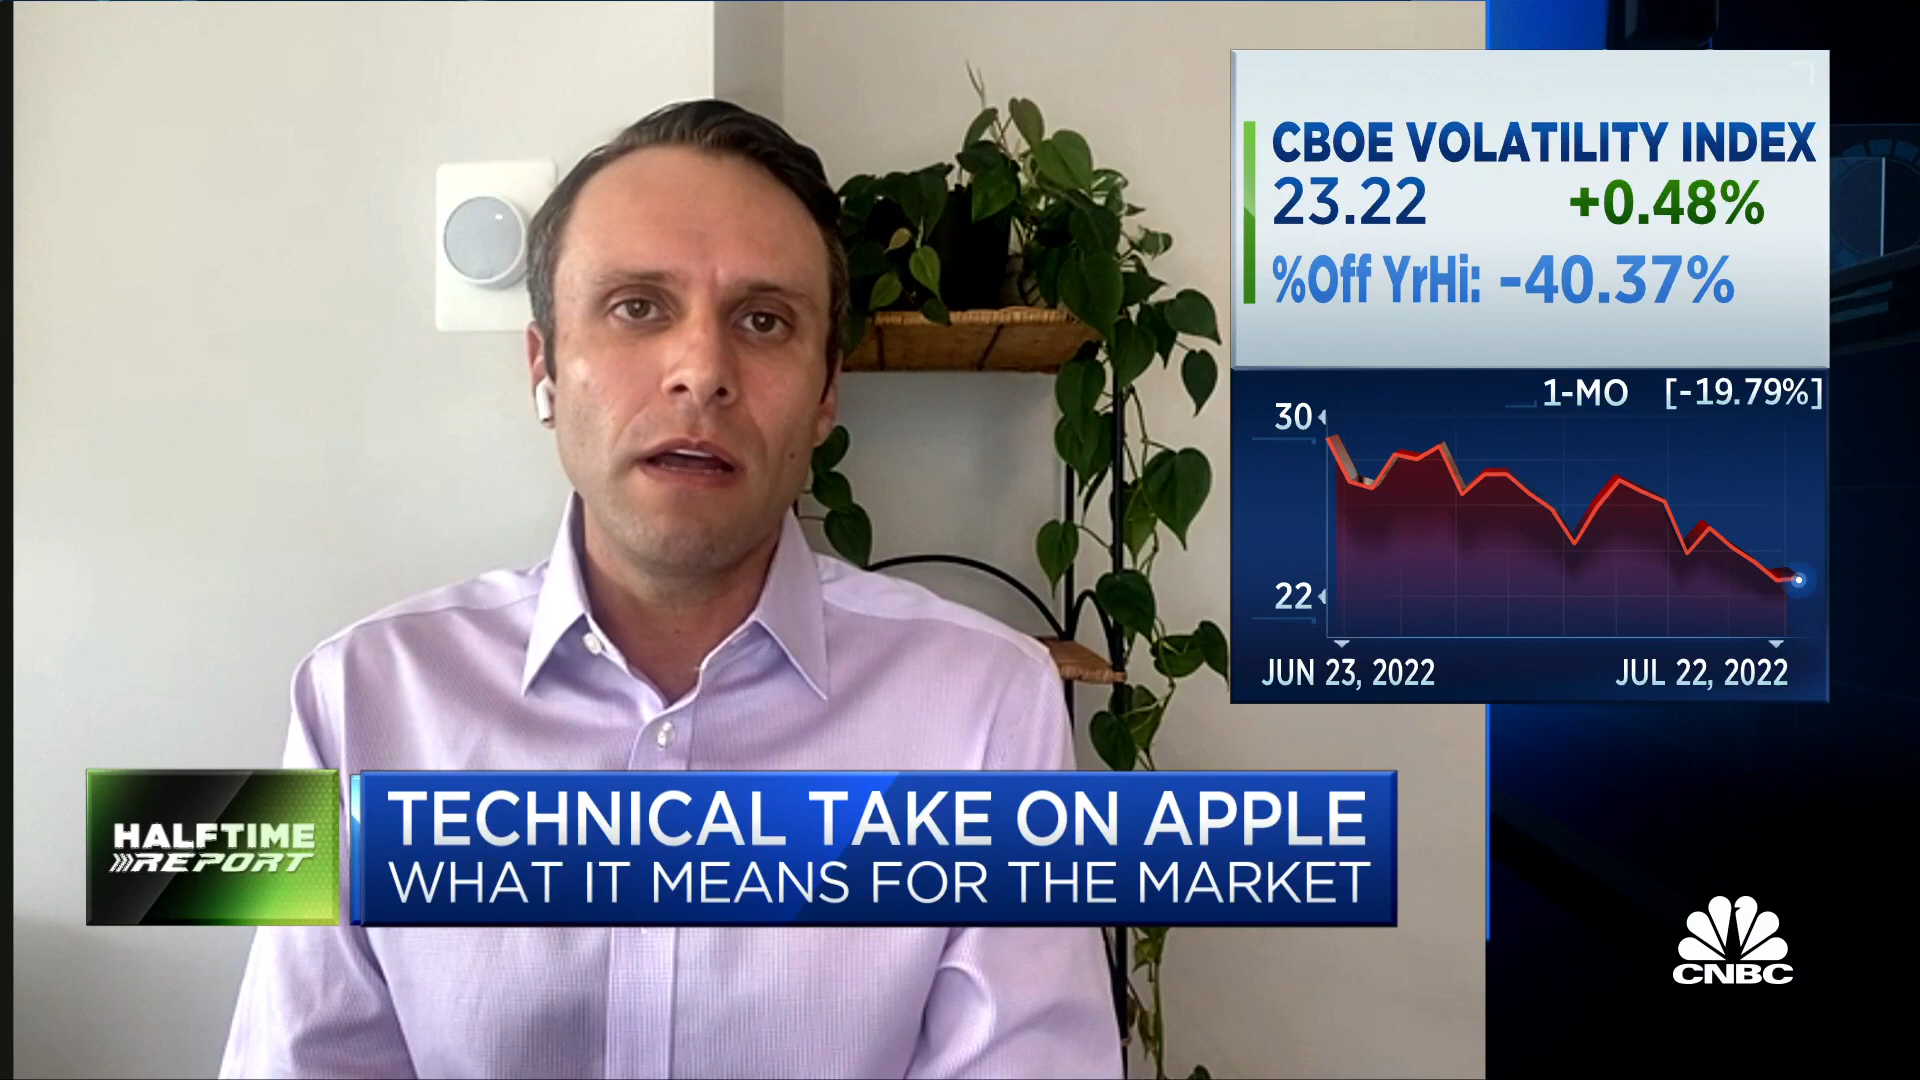 CBOE VOLATILITY INDEX
23.22 +0.48%
%Off YrHi: -40.37%
1-MO [-19.79%]
30
22
JUN 23, 2022 JUL 22, 2022
HALFTIME
REPORT
TECHNICAL TAKE ON APPLE
WHAT IT MEANS FOR THE MARKET
CNBC